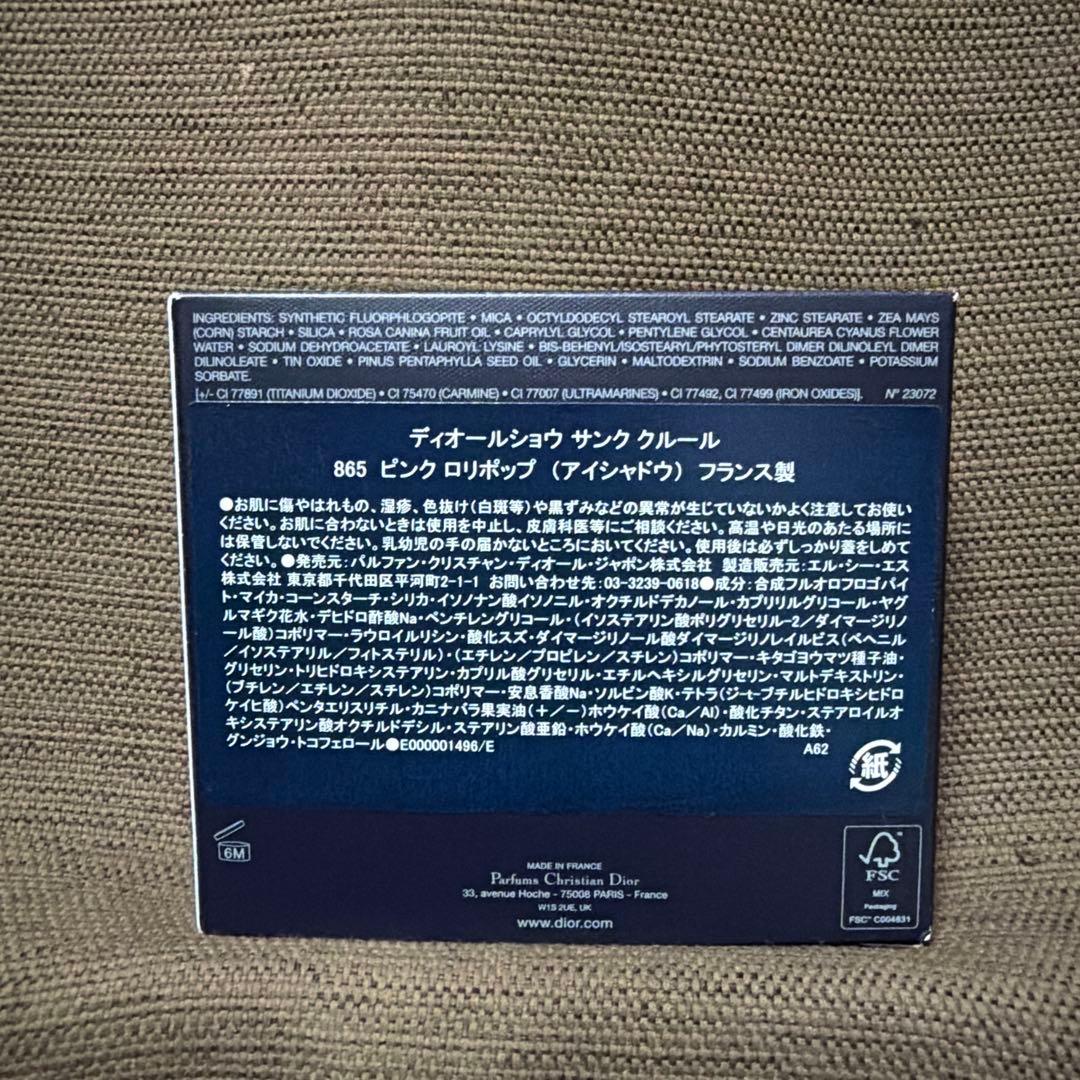 INGREDIENTS: SYNTHETIC FLUORPHLOGOPITE • MICA • OCTYLDODECYL STEAROYL STEARATE • ZINC STEARATE • ZEA MAYS
(CORN) STARCH • SILICA • ROSA CANINA FRUIT OIL • CAPRYLYL GLYCOL • PENTYLENE GLYCOL • CENTAUREA CYANUS FLOWER
WATER • SODIUM DEHYDROACETATE • LAUROYL LYSINE • BIS-BEHENYL/ISOSTEARYL/PHYTOSTERYL DIMER DILINOLEYL DIMER
DILINOLEATE • TIN OXIDE • PINUS PENTAPHYLLA SEED OIL • GLYCERIN • MALTODEXTRIN • SODIUM BENZOATE • POTASSIUM
SORBATE.
[+/- CI 77891 (TITANIUM DIOXIDE) • CI 75470 (CARMINE) • CI 77007 (ULTRAMARINES) • CI 77492, CI 77499 (IRON OXIDES)]. N° 23072
ディオールショウ サンク クルール
865 ピンク ロリポップ (アイシャドウ) フランス製
●お肌に傷やはれもの、湿疹、色抜け(白斑等)や黒ずみなどの異常が生じていないかよく注意してお使い
ください。お肌に合わないときは使用を中止し、皮膚科医等にご相談ください。高温や日光のあたる場所に
は保管しないでください。乳幼児の手の届かないところにおいてください。使用後は必ずしっかり蓋をしめて
ください。●発売元:パルファン・クリスチャン・ディオール・ジャポン株式会社 製造販売元:エル・シー・エス
株式会社 東京都千代田区平河町2-1-1 お問い合わせ先:03-3239-0618●成分:合成フルオロフロゴパイ
ト・マイカ・コーンスターチ・シリカ・イソノナン酸イソノニル・オクチルドデカノール・カプリリルグリコール・ヤグ
ルマギク花水・デヒドロ酢酸Na・ペンチレングリコール・(イソステアリン酸ポリグリセリル-2/ダイマージリノ
ール酸)コポリマー・ラウロイルリシン・酸化スズ・ダイマージリノール酸ダイマージリノレイルビス(ベヘニル
/イソステアリル/フィトステリル)・(エチレン/プロピレン/スチレン)コポリマー・キタゴヨウマツ種子油・
グリセリン・トリヒドロキシステアリン・カプリル酸グリセリル・エチルヘキシルグリセリン・マルトデキストリン・
(ブチレン/エチレン/スチレン)コポリマー・安息香酸Na・ソルビン酸K・テトラ(ジ-t-ブチルヒドロキシヒドロ
ケイヒ酸)ペンタエリスリチル・カニナバラ果実油(+/-)ホウケイ酸(Ca/Al)・酸化チタン・ステアロイルオ
キシステアリン酸オクチルドデシル・ステアリン酸亜鉛・ホウケイ酸(Ca/Na)・カルミン・酸化鉄・
グンジョウ・トコフェロール●E000001496/E A62
紙
6M
MADE IN FRANCE
Parfums Christian Dior
33, avenue Hoche - 75008 PARIS - France
W1S 2UE, UK
www.dior.com
FSC
MIX
Packaging
FSC™ C004631